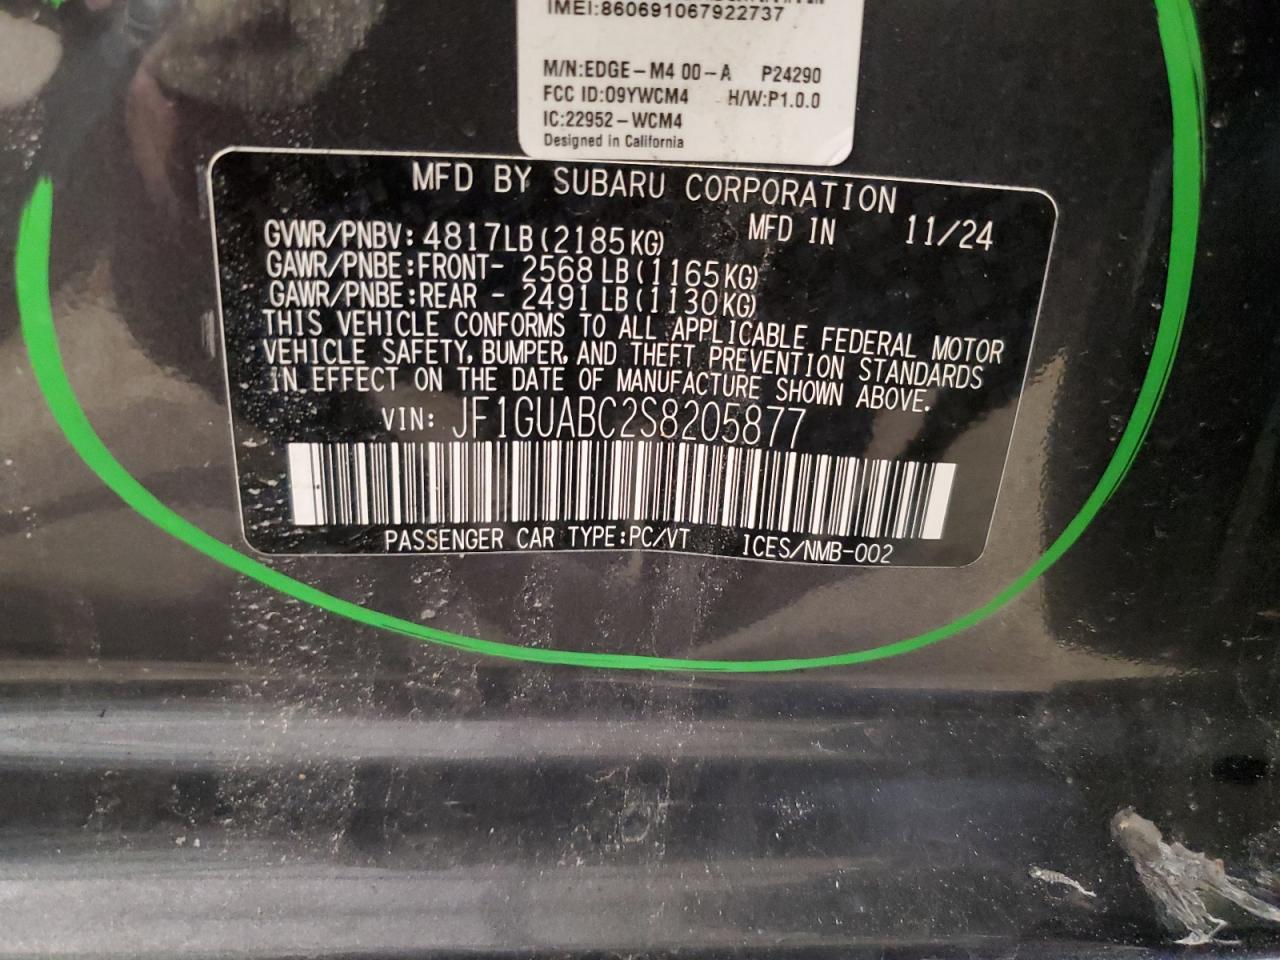 IMEI:860691067922737
M/N:EDGE-M4 00-A P24290
FCC ID:O9YWCM4 H/W:P1.0.0
IC:22952-WCM4
Designed in California
MFD BY SUBARU CORPORATION
GVWR/PNBV: 4817LB(2185KG) MFD IN 11/24
GAWR/PNBE:FRONT- 2568 LB(1165KG)
GAWR/PNBE:REAR - 2491 LB(1130KG)
THIS VEHICLE CONFORMS TO ALL APPLICABLE FEDERAL MOTOR
VEHICLE SAFETY, BUMPER, AND THEFT PREVENTION STANDARDS
IN EFFECT ON THE DATE OF MANUFACTURE SHOWN ABOVE.
VIN: JF1GUABC2S8205877
PASSENGER CAR TYPE:PC/VT ICES/NMB-002